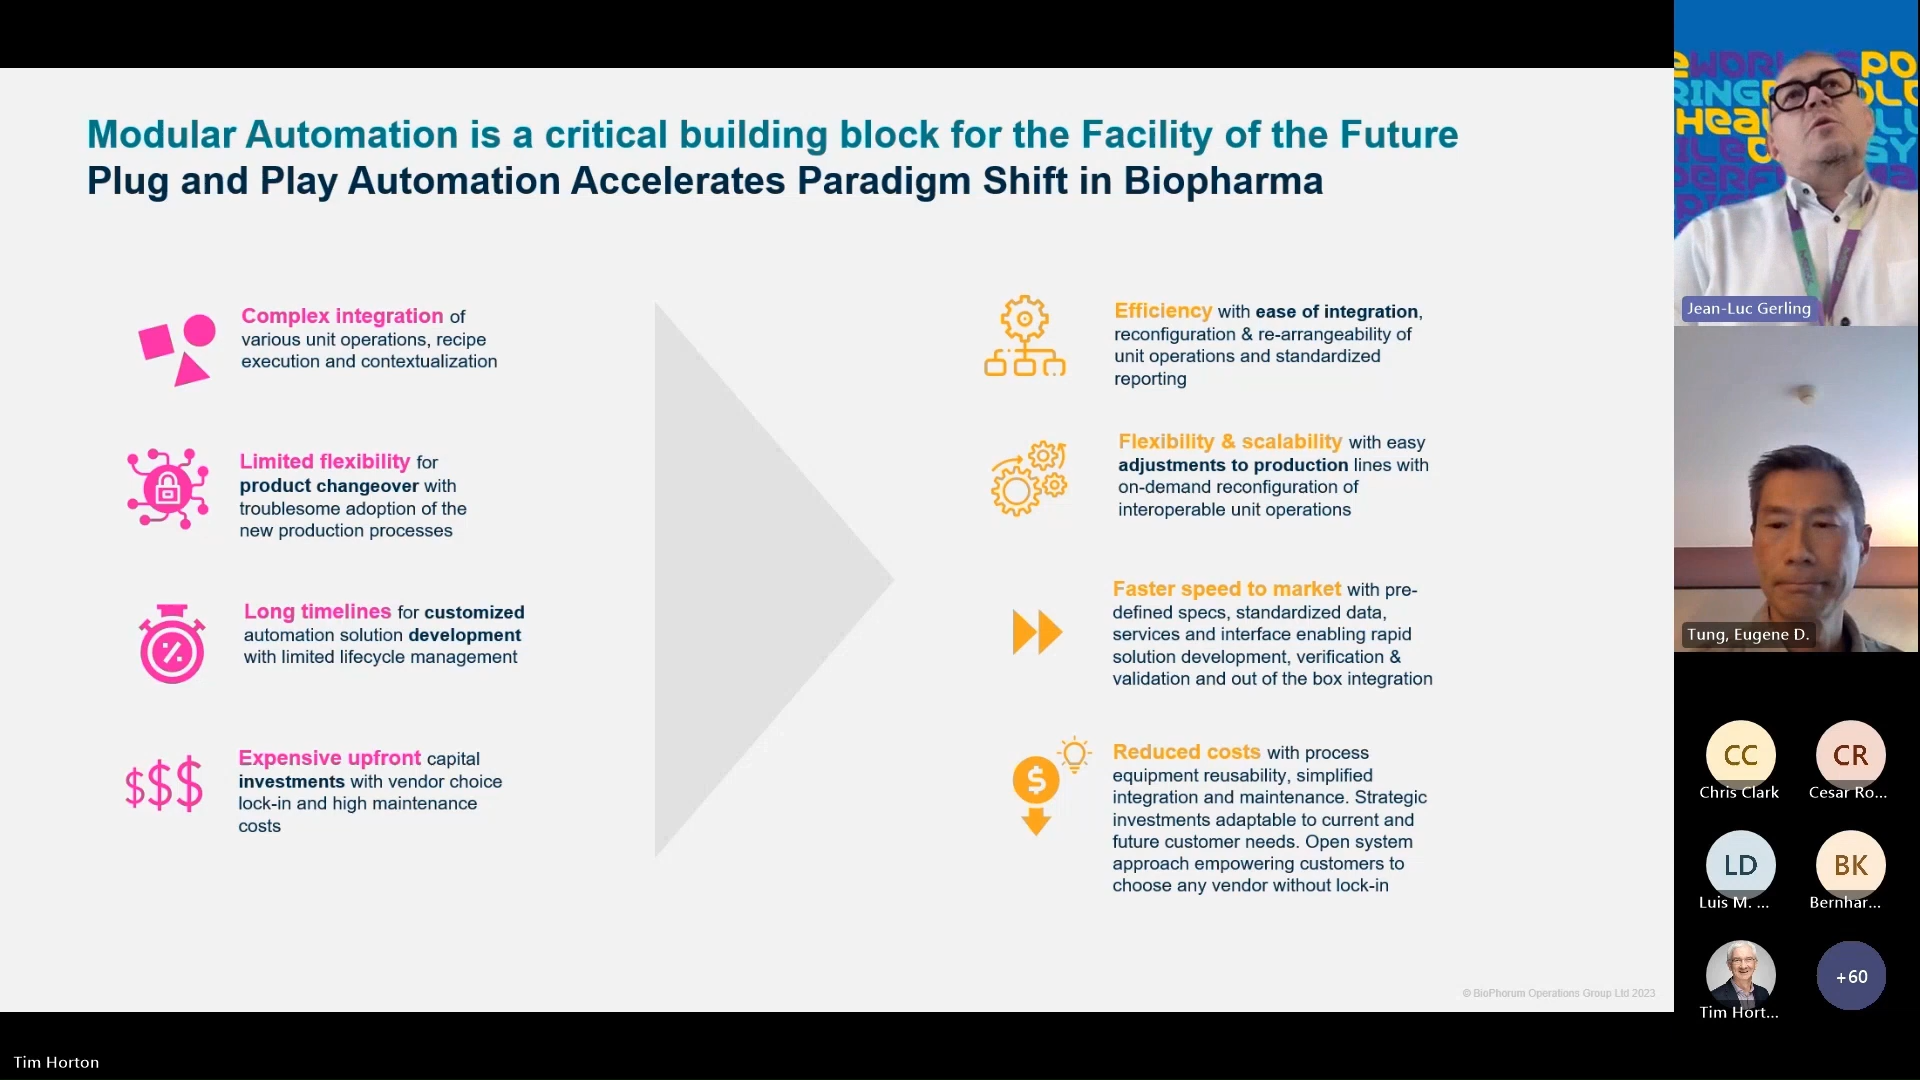 Modular Automation is a critical building block for the Facility of the Future
Plug and Play Automation Accelerates Paradigm Shift in Biopharma
Complex integration of
various unit operations, recipe
execution and contextualization
Limited flexibility for
product changeover with
troublesome adoption of the
new production processes
Long timelines for customized
automation solution development
with limited lifecycle management
$$$
Expensive upfront capital
investments with vendor choice
lock-in and high maintenance
costs
Efficiency with ease of integration,
reconfiguration & re-arrangeability of
unit operations and standardized
reporting
Flexibility & scalability with easy
adjustments to production lines with
on-demand reconfiguration of
interoperable unit operations
Faster speed to market with pre-
defined specs, standardized data,
services and interface enabling rapid
solution development, verification &
validation and out of the box integration
$
Reduced costs with process
equipment reusability, simplified
integration and maintenance. Strategic
investments adaptable to current and
future customer needs. Open system
approach empowering customers to
choose any vendor without lock-in
© BioPhorum Operations Group Ltd 2023
Jean-Luc Gerling
Tung, Eugene D.
CC
Chris Clark
CR
Cesar Ro...
LD
Luis M. ...
BK
Bernhar...
Tim Hort...
+60
Tim Horton